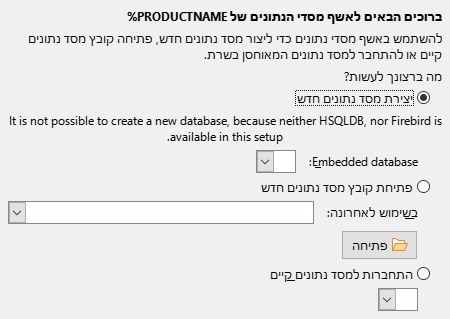 ברוכים הבאים לאשף מסדי הנתונים של %PRODUCTNAME
להשתמש באשף מסדי נתונים כדי ליצור מסד נתונים חדש, פתיחה קובץ מסד נתונים
קיים או להתחבר למסד נתונים המאוחסן בשרת.
מה ברצונך לעשות?
יצירת מסד נתונים חדש
It is not possible to create a new database, because neither HSQLDB, nor Firebird is
available in this setup.
Embedded database:
פתיחת קובץ מסד נתונים חדש
בשימוש לאחרונה:
פתיחה
התחברות למסד נתונים קיים